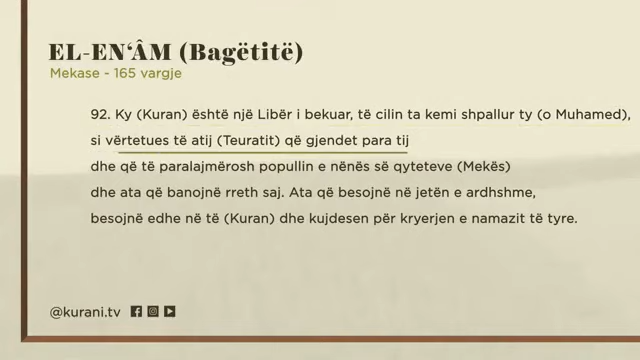 EL-EN‘ÂM (Bagëtitë)
Mekase - 165 vargje
92. Ky (Kuran) është një Libër i bekuar, të cilin ta kemi shpallur ty (o Muhamed),
si vërtetues të atij (Teuratit) që gjendet para tij
dhe që të paralajmërosh popullin e nënës së qyteteve (Mekës)
dhe ata që banojnë rreth saj. Ata që besojnë në jetën e ardhshme,
besojnë edhe në të (Kuran) dhe kujdesen për kryerjen e namazit të tyre.
@kurani.tv